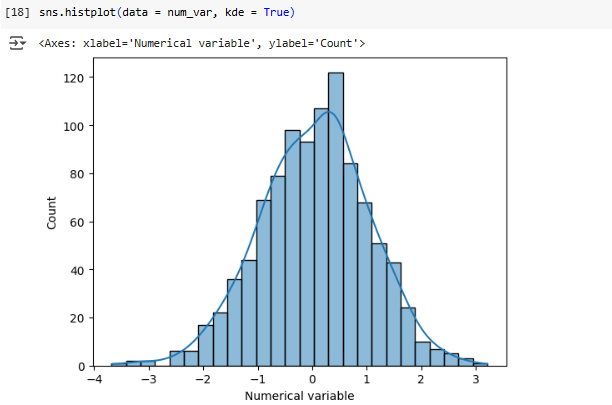 [18] sns.histplot(data = num_var, kde = True)
<Axes: xlabel='Numerical variable', ylabel='Count'>
120
100
80
60
40
20
0
Count
−4 −3 −2 −1 0 1 2 3
Numerical variable